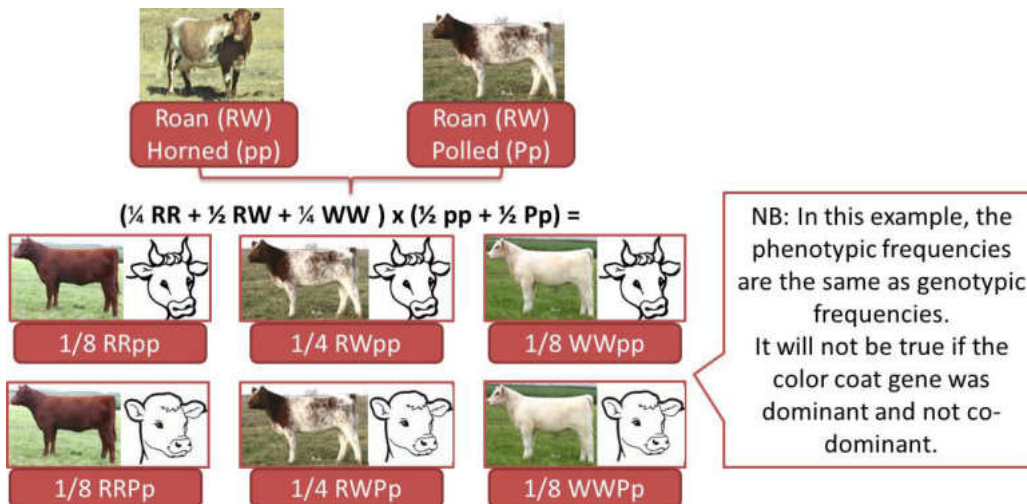 Roan (RW)
Horned (pp)
Roan (RW)
Polled (Pp)
(¼ RR + ½ RW + ¼ WW ) x (½ pp + ½ Pp) =
1/8 RRpp
1/4 RWpp
1/8 WWpp
1/8 RRPp
1/4 RWPp
1/8 WWPp
NB: In this example, the
phenotypic frequencies
are the same as genotypic
frequencies.
It will not be true if the
color coat gene was
dominant and not co-
dominant.